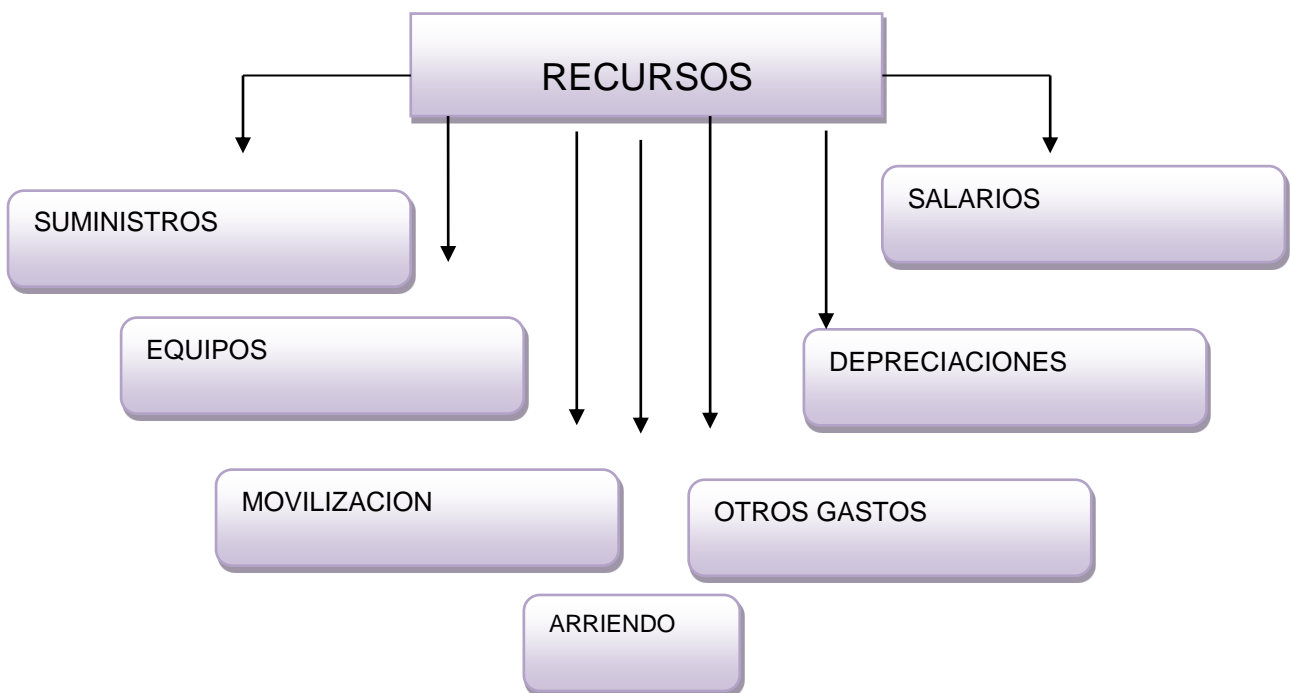 RECURSOS
SUMINISTROS
SALARIOS
EQUIPOS
DEPRECIACIONES
MOVILIZACION
OTROS GASTOS
ARRIENDO